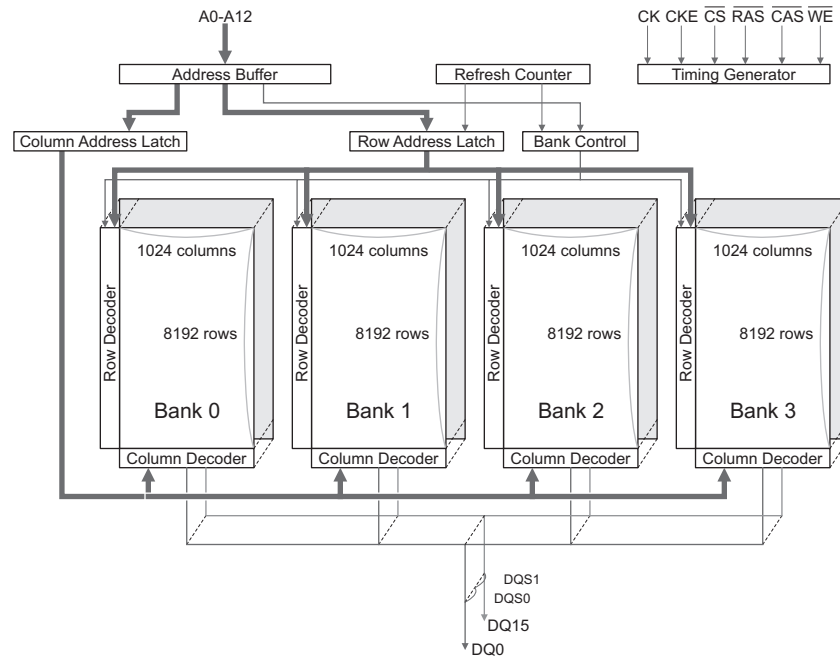 A0-A12
CK CKE CS RAS CAS WE
Address Buffer
Refresh Counter
Timing Generator
Column Address Latch
Row Address Latch
Bank Control
1024 columns
1024 columns
1024 columns
1024 columns
Row Decoder
Row Decoder
Row Decoder
Row Decoder
8192 rows
8192 rows
8192 rows
8192 rows
Bank 0
Bank 1
Bank 2
Bank 3
Column Decoder
Column Decoder
Column Decoder
Column Decoder
DQS1
DQS0
DQ15
DQ0